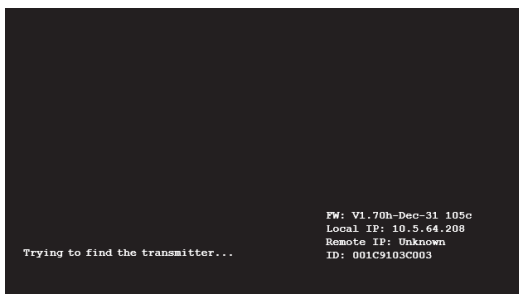 FW: V1.70h-Dec-31 105c
Local IP: 10.5.64.208
Remote IP: Unknown
Trying to find the transmitter...
ID: 001C9103C003